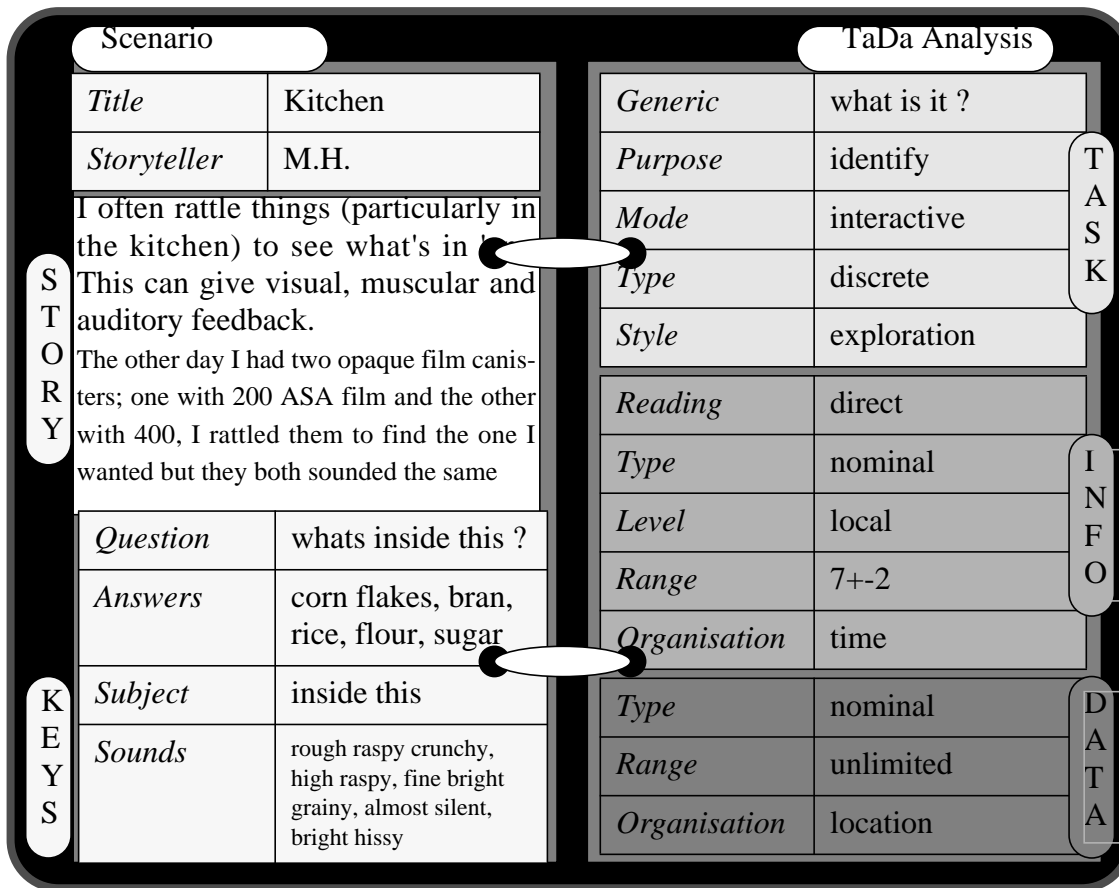 Scenario
Title Kitchen
Storyteller M.H.
I often rattle things (particularly in
the kitchen) to see what's in
This can give visual, muscular and
auditory feedback.
The other day I had two opaque film canis-
ters; one with 200 ASA film and the other
with 400, I rattled them to find the one I
wanted but they both sounded the same
STORY
Question whats inside this ?
Answers corn flakes, bran,
rice, flour, sugar
Subject inside this
Sounds rough raspy crunchy,
high raspy, fine bright
grainy, almost silent,
bright hissy
KEYS
TaDa Analysis
Generic what is it ?
Purpose identify
Mode interactive
Type discrete
Style exploration
TASK
Reading direct
Type nominal
Level local
Range 7+-2
Organisation time
INFO
Type nominal
Range unlimited
Organisation location
DATA